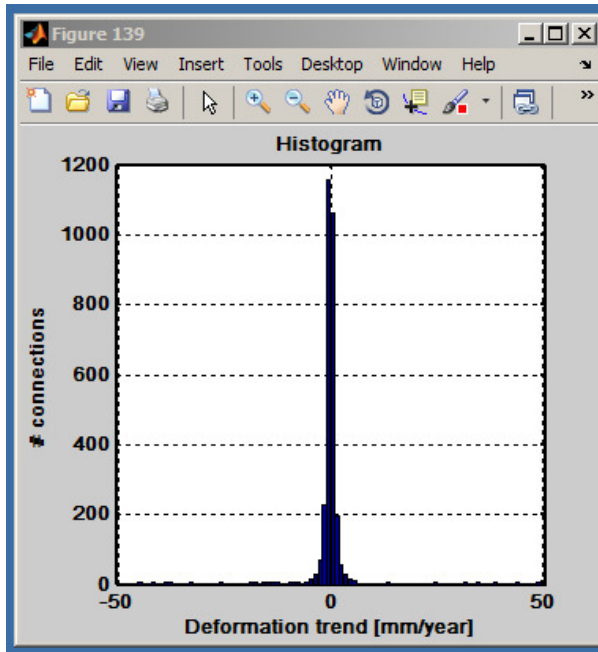 Figure 139
File Edit View Insert Tools Desktop Window Help
Histogram
1200
1000
800
600
400
200
0
# connections
-50 0 50
Deformation trend [mm/year]